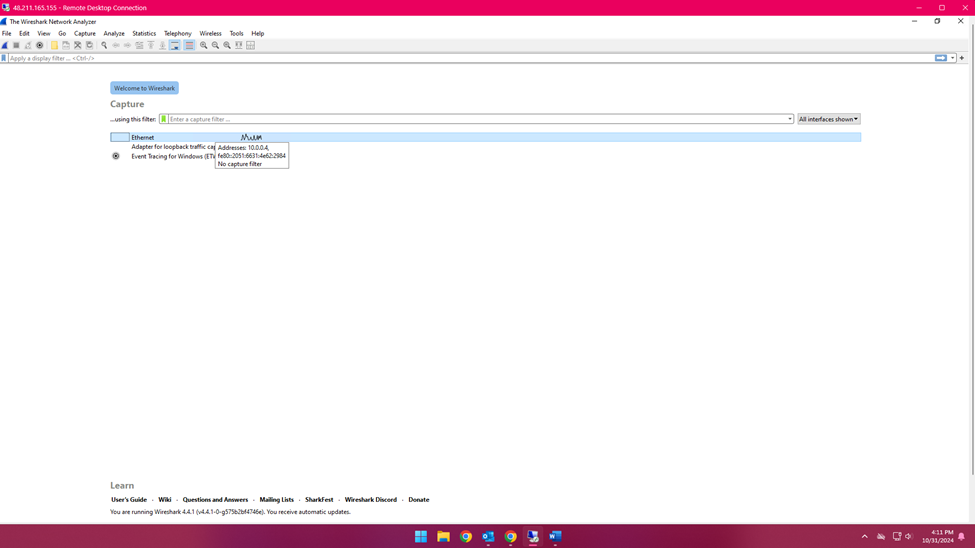 48.211.165.155 - Remote Desktop Connection
The Wireshark Network Analyzer
File Edit View Go Capture Analyze Statistics Telephony Wireless Tools Help
Apply a display filter ... <Ctrl-/>
Welcome to Wireshark
Capture
...using this filter: Enter a capture filter ... All interfaces shown
Ethernet
Adapter for loopback traffic cap
Event Tracing for Windows (ETW
Addresses: 10.0.0.4,
fe80::2051:6631:4e62:2984
No capture filter
Learn
User's Guide · Wiki · Questions and Answers · Mailing Lists · SharkFest · Wireshark Discord · Donate
You are running Wireshark 4.4.1 (v4.4.1-0-g575b2bf4746e). You receive automatic updates.
4:11 PM
10/31/2024